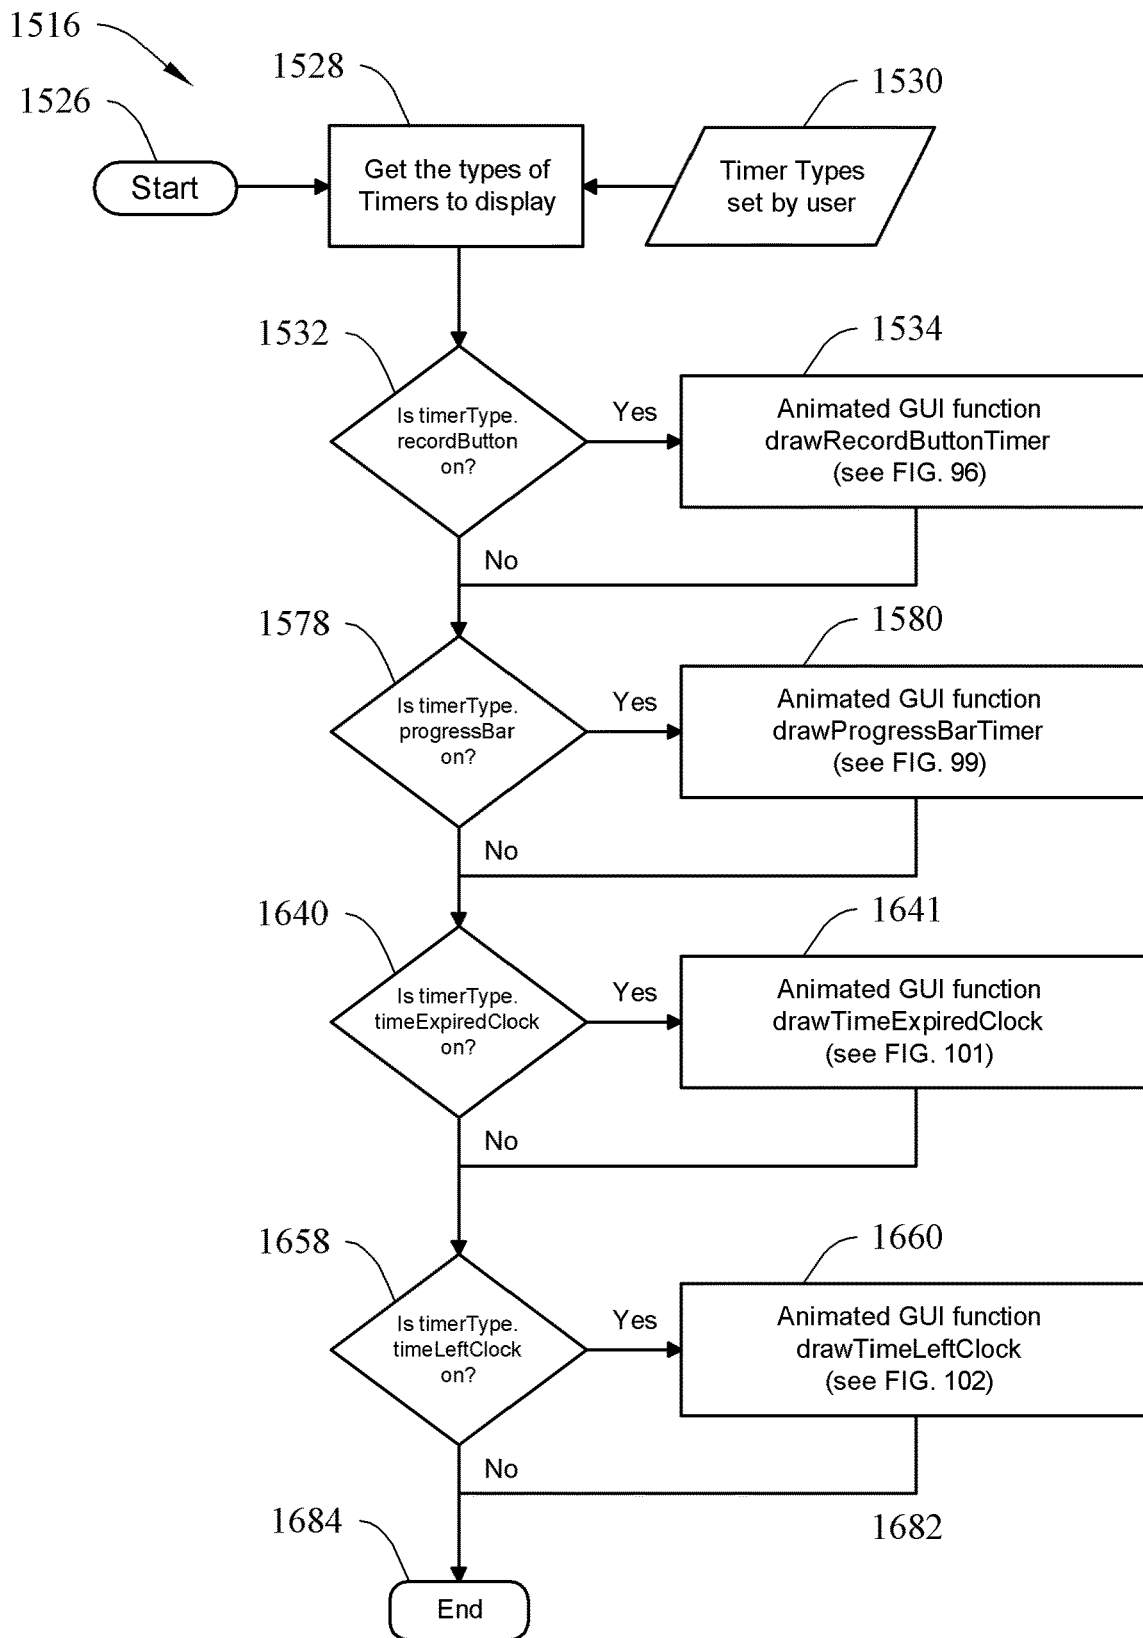 1516
1526
1528
1530
Start
Get the types of
Timers to display
Timer Types
set by user
1532
1534
Is timerType.
recordButton
on?
Yes
Animated GUI function
drawRecordButtonTimer
(see FIG. 96)
No
1578
1580
Is timerType.
progressBar
on?
Yes
Animated GUI function
drawProgressBarTimer
(see FIG. 99)
No
1640
1641
Is timerType.
timeExpiredClock
on?
Yes
Animated GUI function
drawTimeExpiredClock
(see FIG. 101)
No
1658
1660
Is timerType.
timeLeftClock
on?
Yes
Animated GUI function
drawTimeLeftClock
(see FIG. 102)
No
1682
1684
End